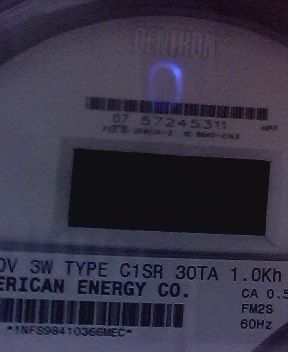 CENTRON
07 57245311
0V 3W TYPE C1SR 30TA 1.0Kh
ERICAN ENERGY CO.
CA 0.5
FM2S
60Hz
*1NFS98410366MEC*